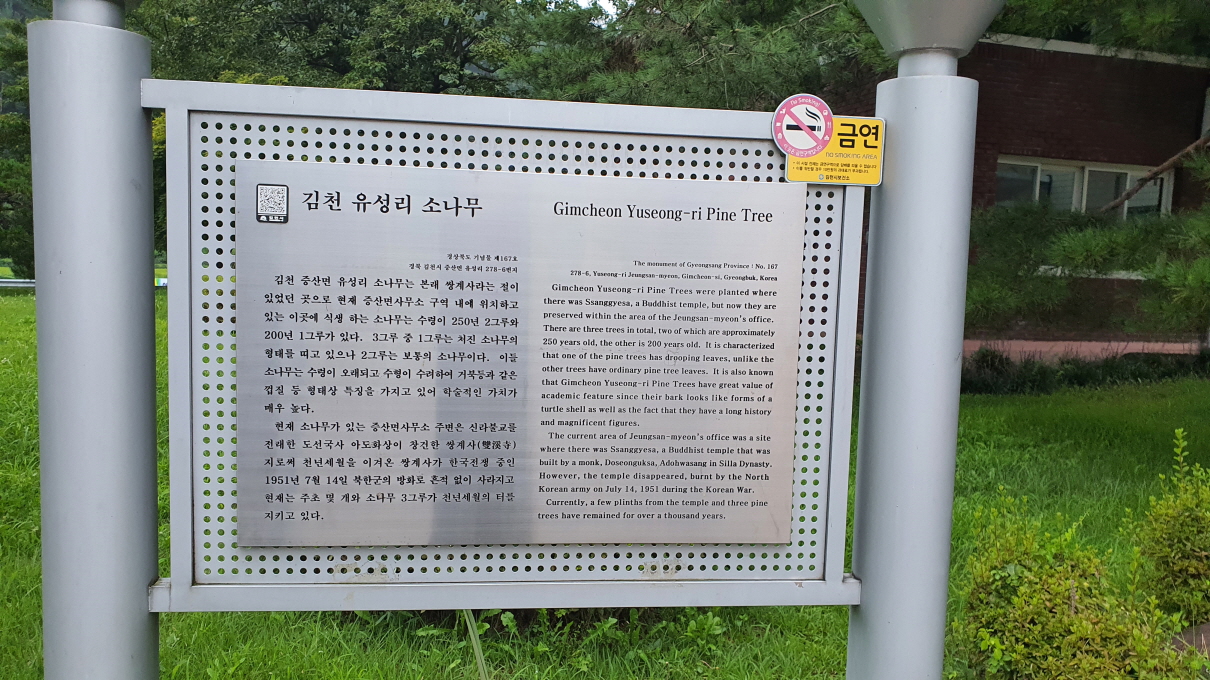 김천 유성리 소나무
경상북도 기념물 제167호
경북 김천시 증산면 유성리 278-6번지
김천 증산면 유성리 소나무는 본래 쌍계사라는 절이
있었던 곳으로 현재 증산면사무소 구역 내에 위치하고
있는 이곳에 식생 하는 소나무는 수령이 250년 2그루와
200년 1그루가 있다. 3그루 중 1그루는 처진 소나무의
형태를 띠고 있으나 2그루는 보통의 소나무이다. 이들
소나무는 수령이 오래되고 수형이 수려하여 거북등과 같은
껍질 등 형태상 특징을 가지고 있어 학술적인 가치가
매우 높다.
현재 소나무가 있는 증산면사무소 주변은 신라불교를
전래한 도선국사 아도화상이 창건한 쌍계사(雙溪寺)
지로써 천년세월을 이겨온 쌍계사가 한국전쟁 중인
1951년 7월 14일 북한군의 방화로 흔적 없이 사라지고
현재는 주초 몇 개와 소나무 3그루가 천년세월의 터를
지키고 있다.
Gimcheon Yuseong-ri Pine Tree
The monument of Gyeongsang Province : No. 167
278-6, Yuseong-ri Jeungsan-myeon, Gimcheon-si, Gyeongbuk, Korea
Gimcheon Yuseong-ri Pine Trees were planted where
there was Ssanggyesa, a Buddhist temple, but now they are
preserved within the area of the Jeungsan-myeon's office.
There are three trees in total, two of which are approximately
250 years old, the other is 200 years old. It is characterized
that one of the pine trees has drooping leaves, unlike the
other trees have ordinary pine tree leaves. It is also known
that Gimcheon Yuseong-ri Pine Trees have great value of
academic feature since their bark looks like forms of a
turtle shell as well as the fact that they have a long history
and magnificent figures.
The current area of Jeungsan-myeon's office was a site
where there was Ssanggyesa, a Buddhist temple that was
built by a monk, Doseonguksa, Adohwasang in Silla Dynasty.
However, the temple disappeared, burnt by the North
Korean army on July 14, 1951 during the Korean War.
Currently, a few plinths from the temple and three pine
trees have remained for over a thousand years.
No Smoking!
금연
NO SMOKING AREA
김천시보건소